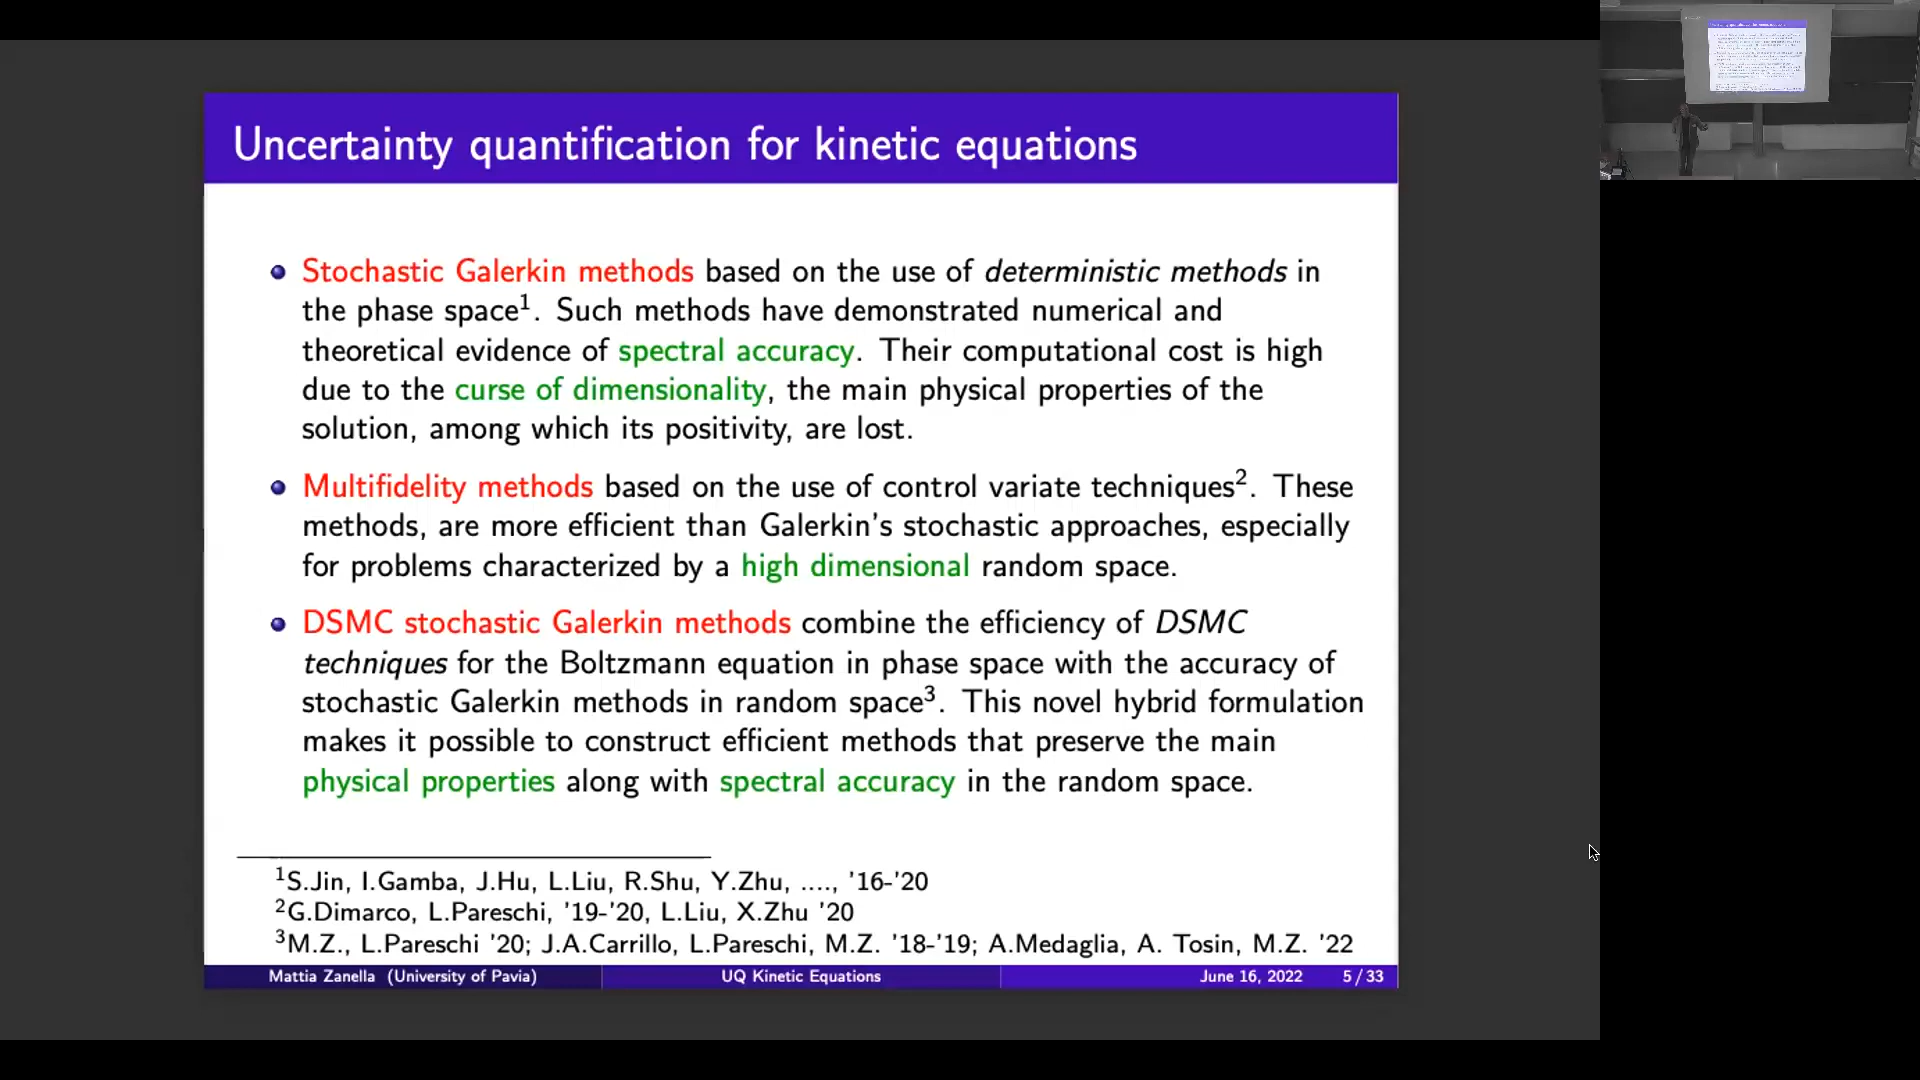 Uncertainty quantification for kinetic equations
Stochastic Galerkin methods based on the use of deterministic methods in
the phase space¹. Such methods have demonstrated numerical and
theoretical evidence of spectral accuracy. Their computational cost is high
due to the curse of dimensionality, the main physical properties of the
solution, among which its positivity, are lost.
Multifidelity methods based on the use of control variate techniques². These
methods, are more efficient than Galerkin's stochastic approaches, especially
for problems characterized by a high dimensional random space.
DSMC stochastic Galerkin methods combine the efficiency of DSMC
techniques for the Boltzmann equation in phase space with the accuracy of
stochastic Galerkin methods in random space³. This novel hybrid formulation
makes it possible to construct efficient methods that preserve the main
physical properties along with spectral accuracy in the random space.
¹S.Jin, I.Gamba, J.Hu, L.Liu, R.Shu, Y.Zhu, ...., '16-'20
²G.Dimarco, L.Pareschi, '19-'20, L.Liu, X.Zhu '20
³M.Z., L.Pareschi '20; J.A.Carrillo, L.Pareschi, M.Z. '18-'19; A.Medaglia, A. Tosin, M.Z. '22
Mattia Zanella (University of Pavia) UQ Kinetic Equations June 16, 2022 5 / 33